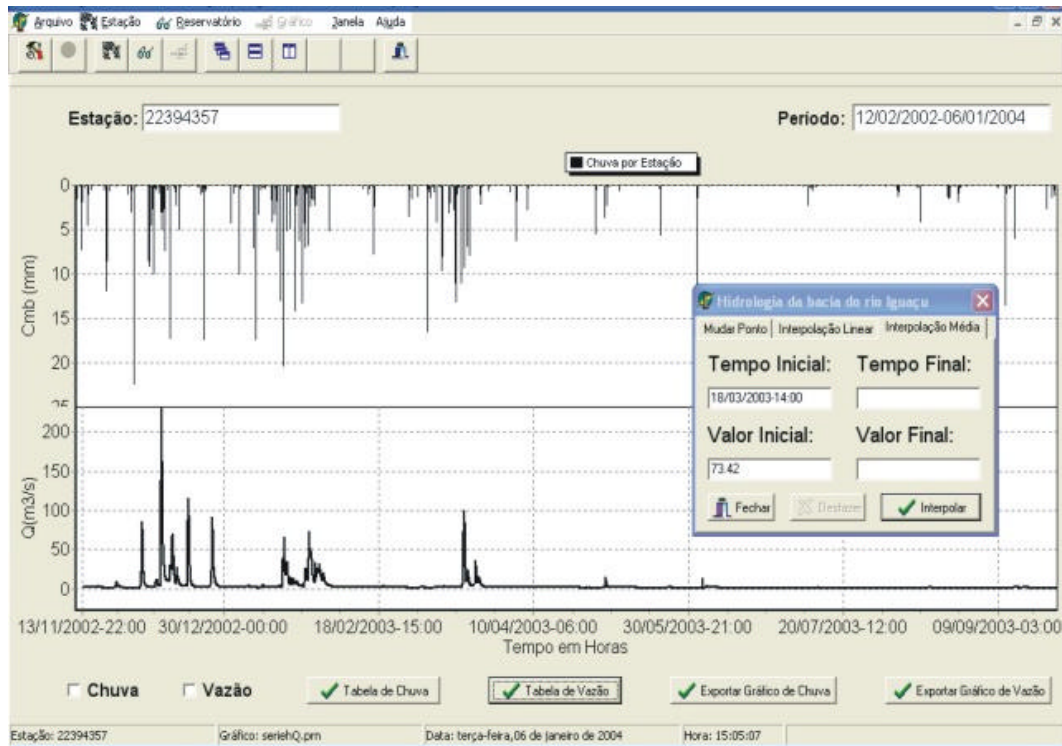 Arquivo Estação Reservatório Gráfico Janela Ajuda
Estação: 22394357 Período: 12/02/2002-06/01/2004
Chuva por Estação
0
5
10
15
20
25
Cmb (mm)
Hidrologia da bacia do rio Iguaçu
Mudar Ponto Interpolação Linear Interpolação Média
Tempo Inicial: Tempo Final:
18/03/2003-14:00
Valor Inicial: Valor Final:
73.42
Fechar Desfazer Interpolar
200
150
100
50
0
Q(m3/s)
13/11/2002-22:00 30/12/2002-00:00 18/02/2003-15:00 10/04/2003-06:00 30/05/2003-21:00 20/07/2003-12:00 09/09/2003-03:00
Tempo em Horas
Chuva Vazão Tabela de Chuva Tabela de Vazão Exportar Gráfico de Chuva Exportar Gráfico de Vazão
Estação: 22394357 Gráfico: seriehQ.prn Data: terça-feira,06 de janeiro de 2004 Hora: 15:05:07